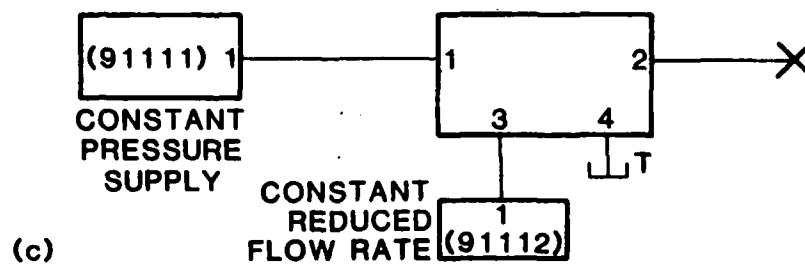 (91111) 1
CONSTANT
PRESSURE
SUPPLY
1
2
3
4
T
CONSTANT
REDUCED
FLOW RATE
1
(91112)
(c)